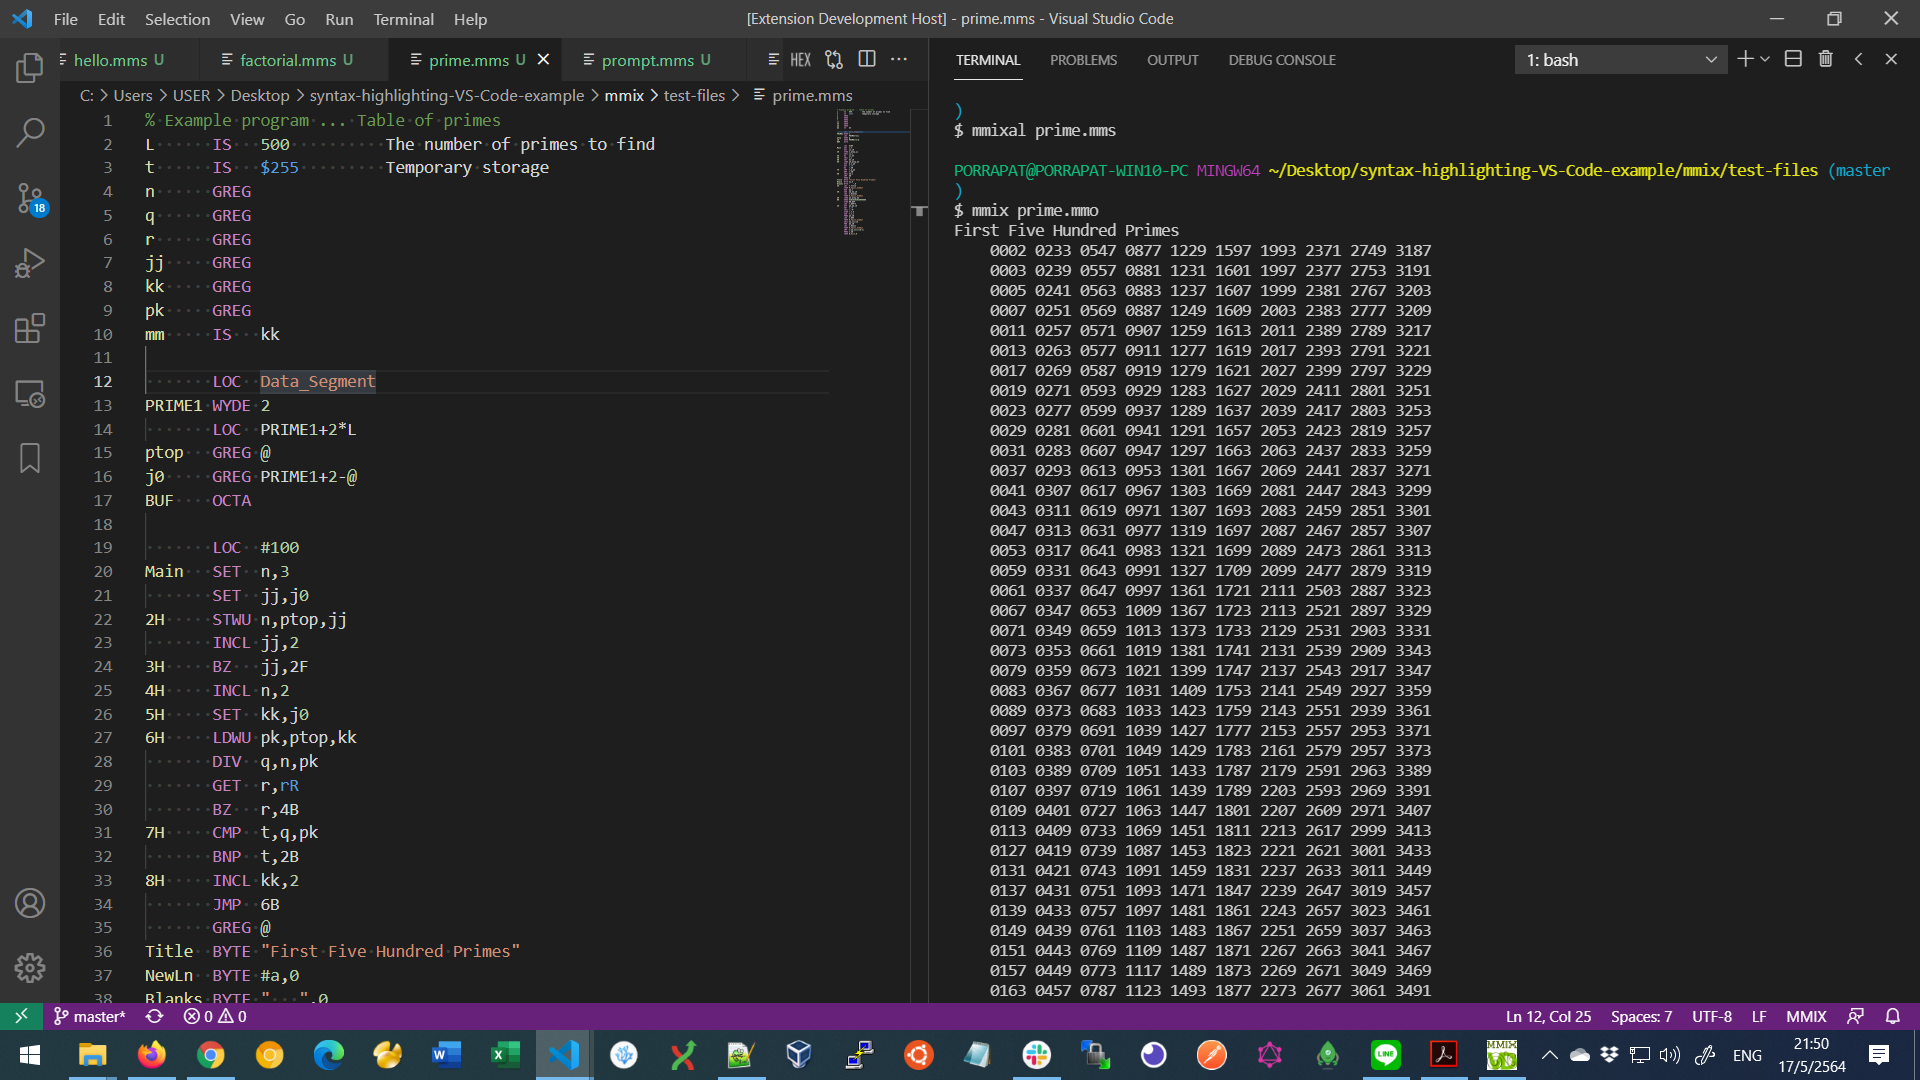 File Edit Selection View Go Run Terminal Help
[Extension Development Host] - prime.mms - Visual Studio Code
hello.mms U
factorial.mms U
prime.mms U
prompt.mms U
HEX
C: > Users > USER > Desktop > syntax-highlighting-VS-Code-example > mmix > test-files > prime.mms
1 % Example program ... Table of primes
2 L IS 500 The number of primes to find
3 t IS $255 Temporary storage
4 n GREG
5 q GREG
6 r GREG
7 jj GREG
8 kk GREG
9 pk GREG
10 mm IS kk
11
12 LOC Data_Segment
13 PRIME1 WYDE 2
14 LOC PRIME1+2*L
15 ptop GREG @
16 j0 GREG PRIME1+2-@
17 BUF OCTA
18
19 LOC #100
20 Main SET n,3
21 SET jj,j0
22 2H STWU n,ptop,jj
23 INCL jj,2
24 3H BZ jj,2F
25 4H INCL n,2
26 5H SET kk,j0
27 6H LDWU pk,ptop,kk
28 DIV q,n,pk
29 GET r,rR
30 BZ r,4B
31 7H CMP t,q,pk
32 BNP t,2B
33 8H INCL kk,2
34 JMP 6B
35 GREG @
36 Title BYTE "First Five Hundred Primes"
37 NewLn BYTE #a,0
38 Blanks BYTE "   ",0
TERMINAL PROBLEMS OUTPUT DEBUG CONSOLE
1: bash
)
$ mmixal prime.mms
PORRAPAT@PORRAPAT-WIN10-PC MINGW64 ~/Desktop/syntax-highlighting-VS-Code-example/mmix/test-files (master
)
$ mmix prime.mmo
First Five Hundred Primes
0002 0233 0547 0877 1229 1597 1993 2371 2749 3187
0003 0239 0557 0881 1231 1601 1997 2377 2753 3191
0005 0241 0563 0883 1237 1607 1999 2381 2767 3203
0007 0251 0569 0887 1249 1609 2003 2383 2777 3209
0011 0257 0571 0907 1259 1613 2011 2389 2789 3217
0013 0263 0577 0911 1277 1619 2017 2393 2791 3221
0017 0269 0587 0919 1279 1621 2027 2399 2797 3229
0019 0271 0593 0929 1283 1627 2029 2411 2801 3251
0023 0277 0599 0937 1289 1637 2039 2417 2803 3253
0029 0281 0601 0941 1291 1657 2053 2423 2819 3257
0031 0283 0607 0947 1297 1663 2063 2437 2833 3259
0037 0293 0613 0953 1301 1667 2069 2441 2837 3271
0041 0307 0617 0967 1303 1669 2081 2447 2843 3299
0043 0311 0619 0971 1307 1693 2083 2459 2851 3301
0047 0313 0631 0977 1319 1697 2087 2467 2857 3307
0053 0317 0641 0983 1321 1699 2089 2473 2861 3313
0059 0331 0643 0991 1327 1709 2099 2477 2879 3319
0061 0337 0647 0997 1361 1721 2111 2503 2887 3323
0067 0347 0653 1009 1367 1723 2113 2521 2897 3329
0071 0349 0659 1013 1373 1733 2129 2531 2903 3331
0073 0353 0661 1019 1381 1741 2131 2539 2909 3343
0079 0359 0673 1021 1399 1747 2137 2543 2917 3347
0083 0367 0677 1031 1409 1753 2141 2549 2927 3359
0089 0373 0683 1033 1423 1759 2143 2551 2939 3361
0097 0379 0691 1039 1427 1777 2153 2557 2953 3371
0101 0383 0701 1049 1429 1783 2161 2579 2957 3373
0103 0389 0709 1051 1433 1787 2179 2591 2963 3389
0107 0397 0719 1061 1439 1789 2203 2593 2969 3391
0109 0401 0727 1063 1447 1801 2207 2609 2971 3407
0113 0409 0733 1069 1451 1811 2213 2617 2999 3413
0127 0419 0739 1087 1453 1823 2221 2621 3001 3433
0131 0421 0743 1091 1459 1831 2237 2633 3011 3449
0137 0431 0751 1093 1471 1847 2239 2647 3019 3457
0139 0433 0757 1097 1481 1861 2243 2657 3023 3461
0149 0439 0761 1103 1483 1867 2251 2659 3037 3463
0151 0443 0769 1109 1487 1871 2267 2663 3041 3467
0157 0449 0773 1117 1489 1873 2269 2671 3049 3469
0163 0457 0787 1123 1493 1877 2273 2677 3061 3491
18
master*
0 0
Ln 12, Col 25 Spaces: 7 UTF-8 LF MMIX
ENG
21:50
17/5/2564